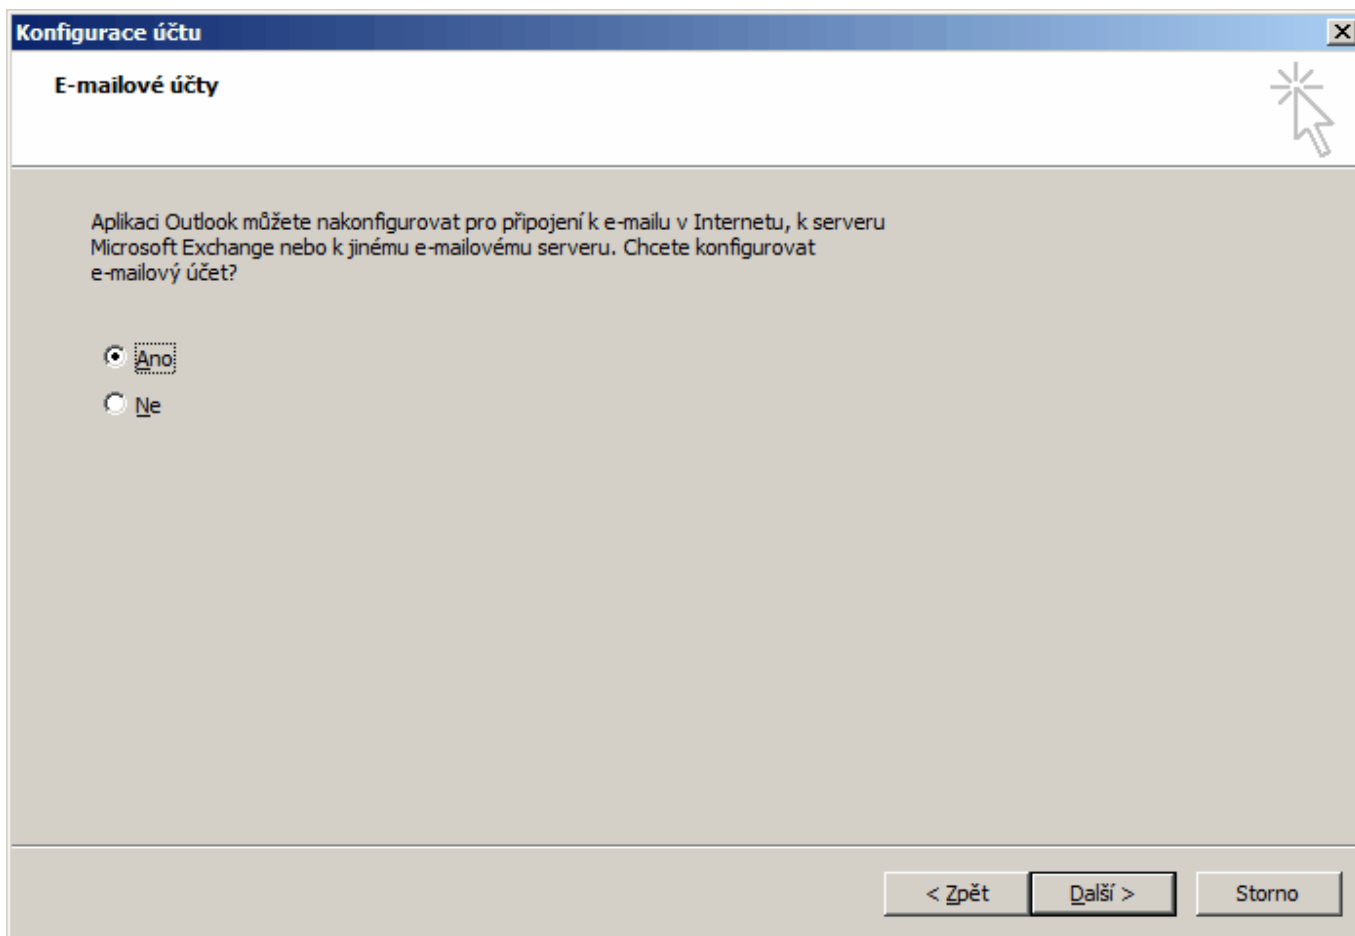 Konfigurace účtu
E-mailové účty
Aplikaci Outlook můžete nakonfigurovat pro připojení k e-mailu v Internetu, k serveru
Microsoft Exchange nebo k jinému e-mailovému serveru. Chcete konfigurovat
e-mailový účet?
Ano
Ne
< Zpět
Další >
Storno